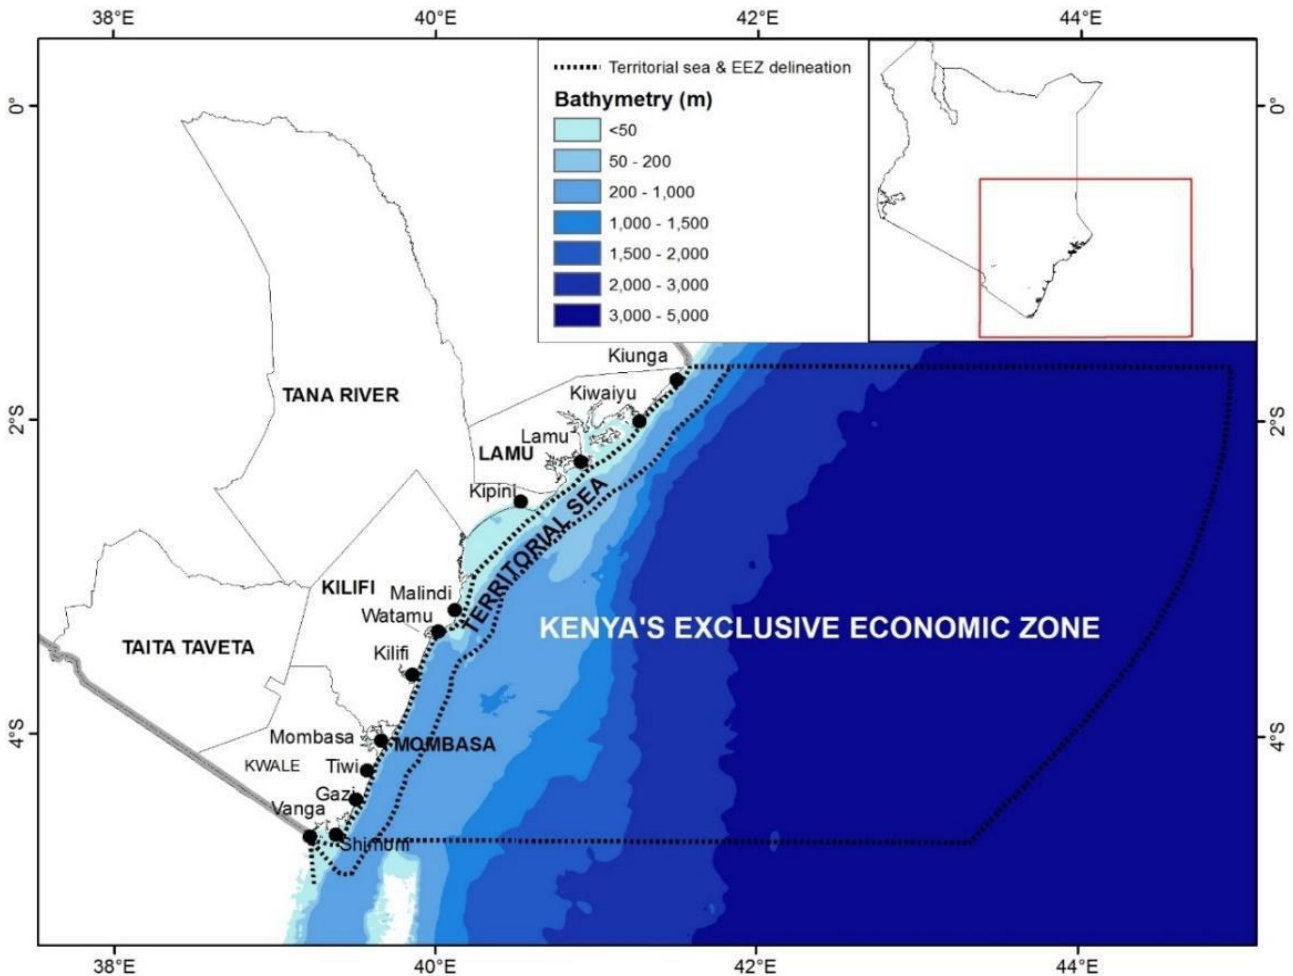 38°E 40°E 42°E 44°E
Territorial sea & EEZ delineation
Bathymetry (m)
<50
50 - 200
200 - 1,000
1,000 - 1,500
1,500 - 2,000
2,000 - 3,000
3,000 - 5,000
0° 0°
Kiunga
Kiwaiyu
TANA RIVER
2°S 2°S
Lamu
LAMU
Kipini
TERRITORIAL SEA
KILIFI
Malindi
Watamu
KENYA'S EXCLUSIVE ECONOMIC ZONE
TAITA TAVETA
Kilifi
4°S 4°S
Mombasa
MOMBASA
KWALE
Tiwi
Gazi
Vanga
Shimoni
38°E 40°E 42°E 44°E